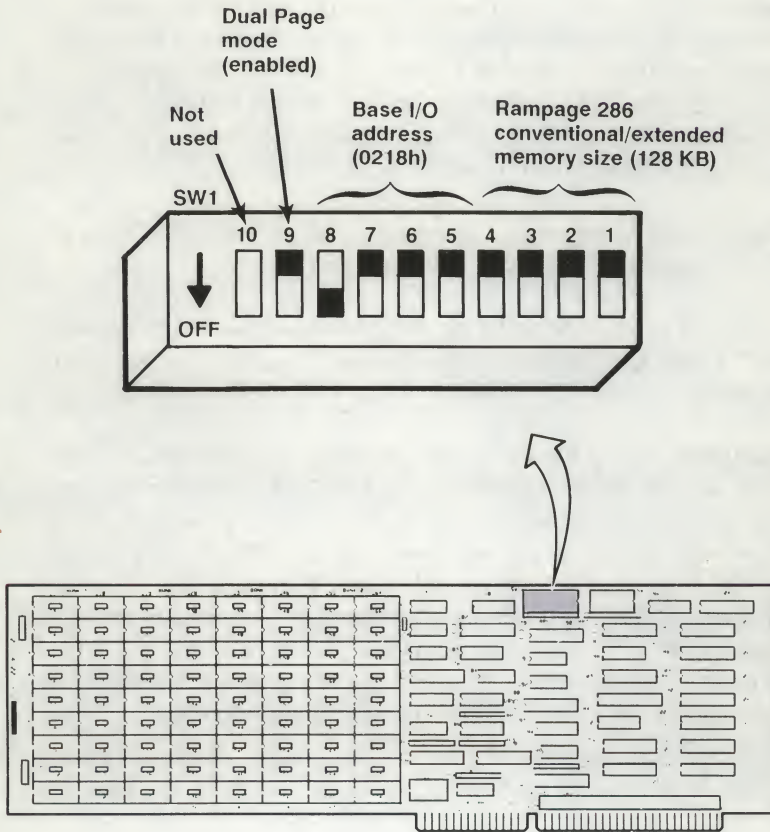 Dual Page
mode
(enabled)
Not
used
Base I/O
address
(0218h)
Rampage 286
conventional/extended
memory size (128 KB)
SW1
10 9 8 7 6 5 4 3 2 1
OFF